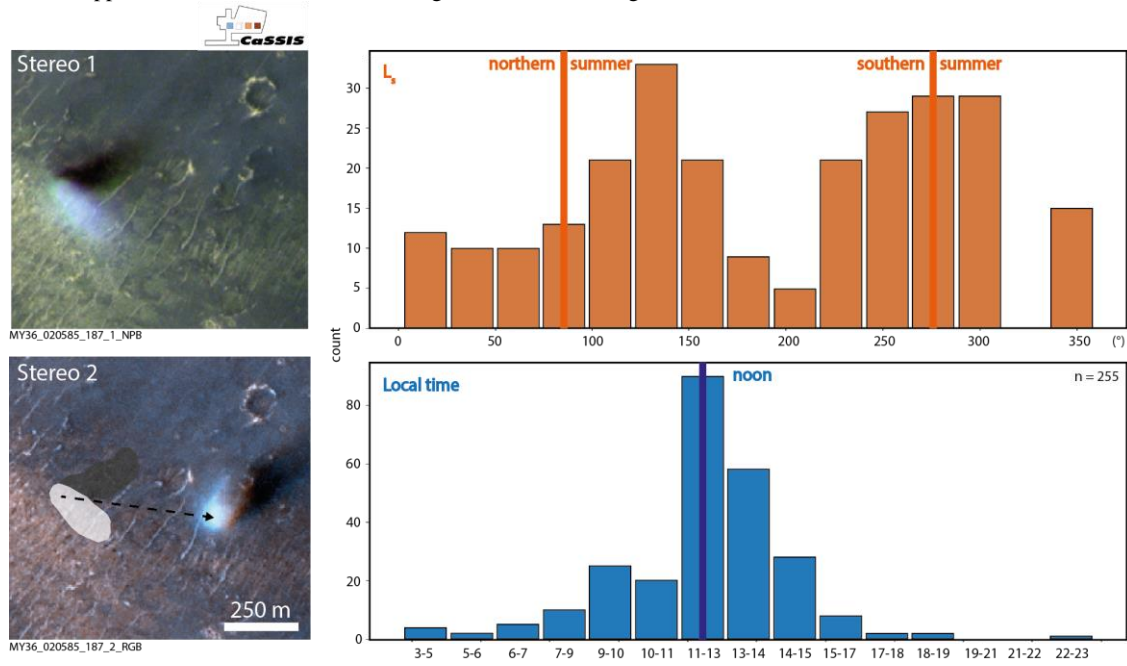 CaSSIS
Stereo 1
MY36_020585_187_1_NPB
Stereo 2
250 m
MY36_020585_187_2_RGB
count
Ls
northern summer
southern summer
30
25
20
15
10
5
0
0 50 100 150 200 250 300 350 (°)
Local time
noon
n = 255
80
60
40
20
0
3-5 5-6 6-7 7-9 9-10 10-11 11-13 13-14 14-15 15-17 17-18 18-19 19-21 21-22 22-23